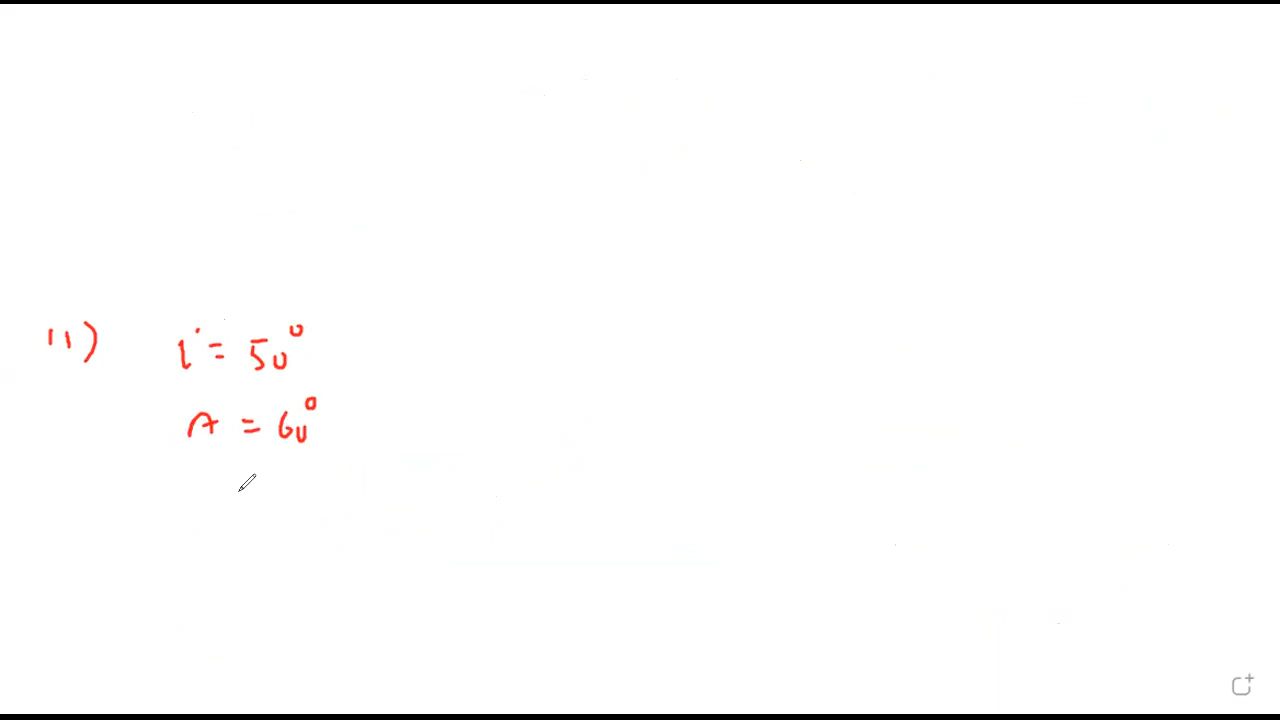 11) i = 50°
A = 60°